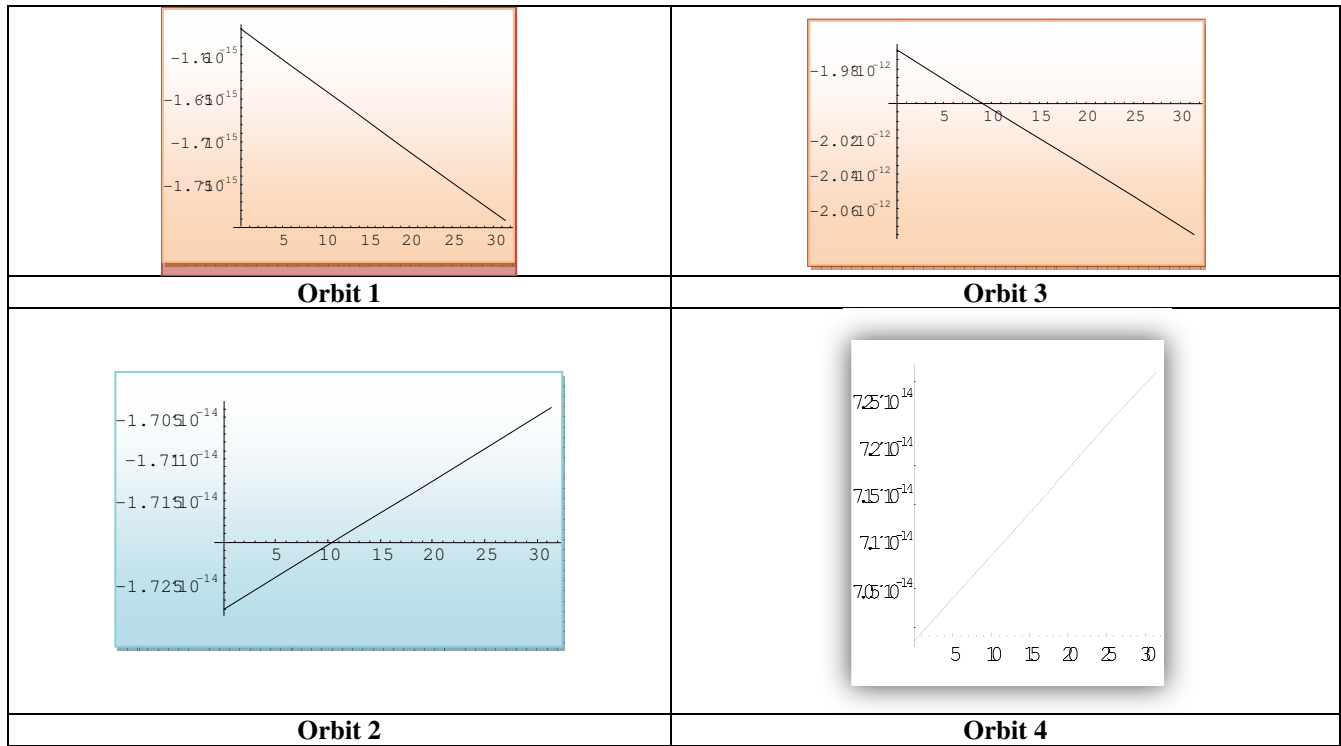 -1.6 10⁻¹⁵
-1.65 10⁻¹⁵
-1.7 10⁻¹⁵
-1.75 10⁻¹⁵
5 10 15 20 25 30
Orbit 1
-1.98 10⁻¹²
5 10 15 20 25 30
-2.02 10⁻¹²
-2.04 10⁻¹²
-2.06 10⁻¹²
Orbit 3
-1.705 10⁻¹⁴
-1.71 10⁻¹⁴
-1.715 10⁻¹⁴
5 10 15 20 25 30
-1.725 10⁻¹⁴
Orbit 2
7.25´10⁻¹⁴
7.2´10⁻¹⁴
7.15´10⁻¹⁴
7.1´10⁻¹⁴
7.05´10⁻¹⁴
5 10 15 20 25 30
Orbit 4